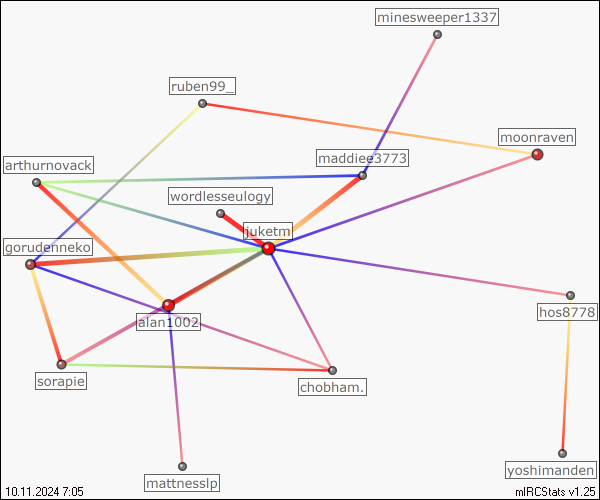 minesweeper1337
ruben99_
moonraven
maddiee3773
arthurnovack
wordlesseulogy
juketm
gorudenneko
hos8778
alan1002
sorapie
chobham.
yoshimanden
mattnesslp
10.11.2024 7:05
mIRCStats v1.25